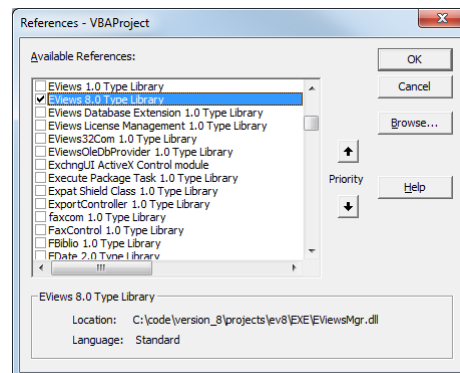 References - VBAProject
Available References:
EViews 1.0 Type Library
EViews 8.0 Type Library
EViews Database Extension 1.0 Type Library
EViews License Management 1.0 Type Library
EViews32Com 1.0 Type Library
EViewsOleDbProvider 1.0 Type Library
ExchngUI ActiveX Control module
Execute Package Task 1.0 Type Library
Expat Shield Class 1.0 Type Library
ExportController 1.0 Type Library
faxcom 1.0 Type Library
FaxControl 1.0 Type Library
FBiblio 1.0 Type Library
FDate 2.0 Type Library
OK
Cancel
Browse...
Priority
Help
EViews 8.0 Type Library
Location: C:\code\version_8\projects\ev8\EXE\EViewsMgr.dll
Language: Standard